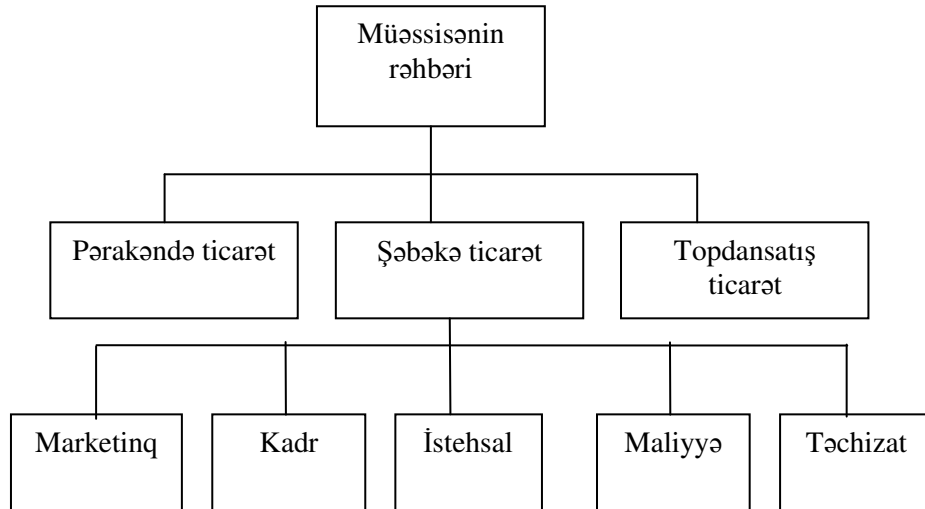 Müəssisənin
rəhbəri
Pərakəndə ticarət
Şəbəkə ticarət
Topdansatış
ticarət
Marketinq
Kadr
İstehsal
Maliyyə
Təchizat